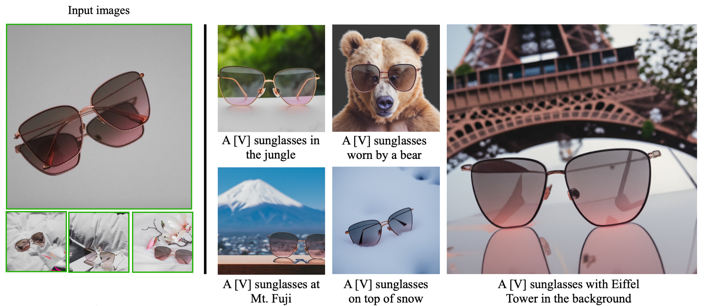 Input images
A [V] sunglasses in
the jungle
A [V] sunglasses
worn by a bear
A [V] sunglasses at
Mt. Fuji
A [V] sunglasses
on top of snow
A [V] sunglasses with Eiffel
Tower in the background